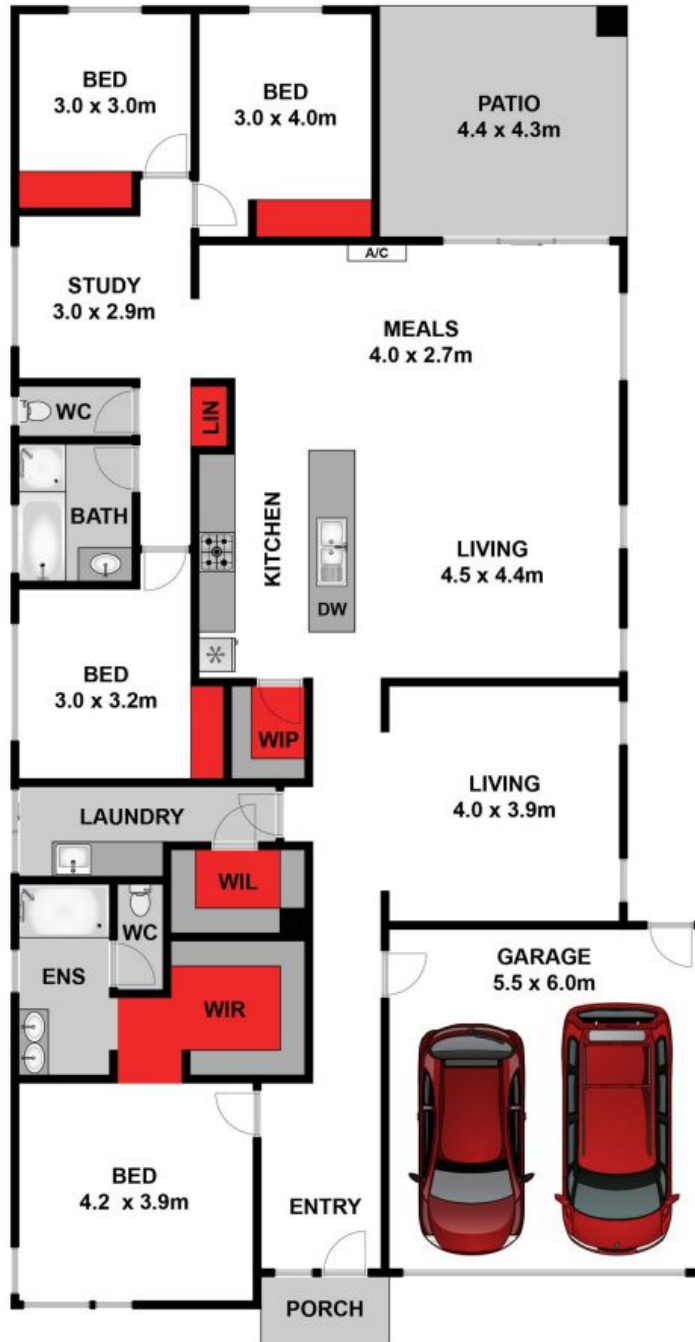 BED
3.0 x 3.0m
BED
3.0 x 4.0m
PATIO
4.4 x 4.3m
A/C
STUDY
3.0 x 2.9m
MEALS
4.0 x 2.7m
WC
LIN
BATH
KITCHEN
LIVING
4.5 x 4.4m
DW
BED
3.0 x 3.2m
WIP
LIVING
4.0 x 3.9m
LAUNDRY
WIL
WC
ENS
WIR
GARAGE
5.5 x 6.0m
BED
4.2 x 3.9m
ENTRY
PORCH